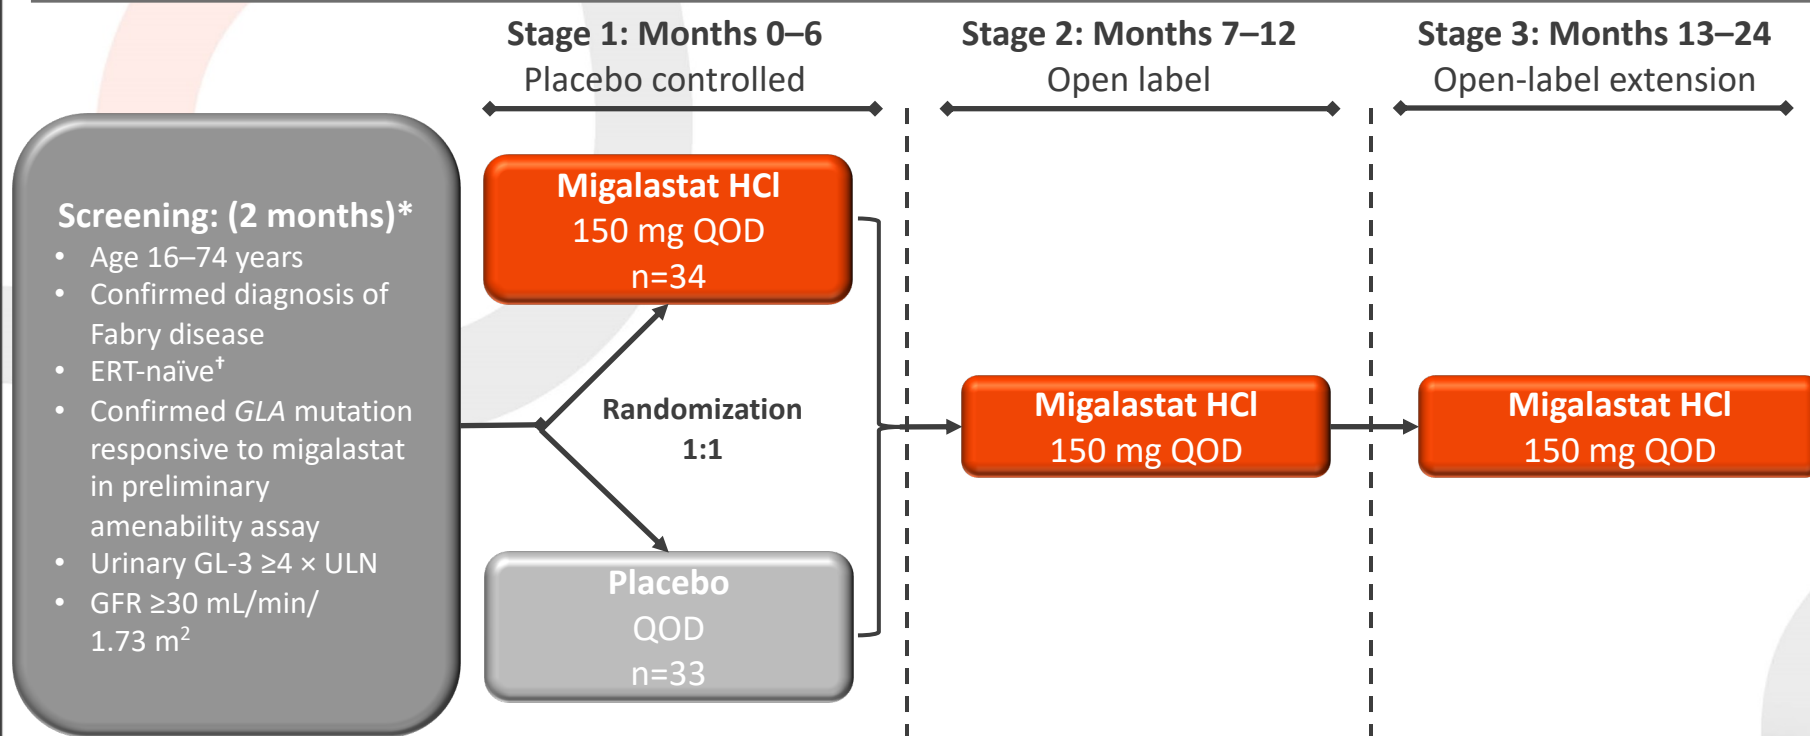 Stage 1: Months 0–6
Placebo controlled
Stage 2: Months 7–12
Open label
Stage 3: Months 13–24
Open-label extension
Screening: (2 months)*
• Age 16–74 years
• Confirmed diagnosis of
Fabry disease
• ERT-naïve†
• Confirmed GLA mutation
responsive to migalastat
in preliminary
amenability assay
• Urinary GL-3 ≥4 × ULN
• GFR ≥30 mL/min/
1.73 m²
Migalastat HCl
150 mg QOD
n=34
Randomization
1:1
Placebo
QOD
n=33
Migalastat HCl
150 mg QOD
Migalastat HCl
150 mg QOD